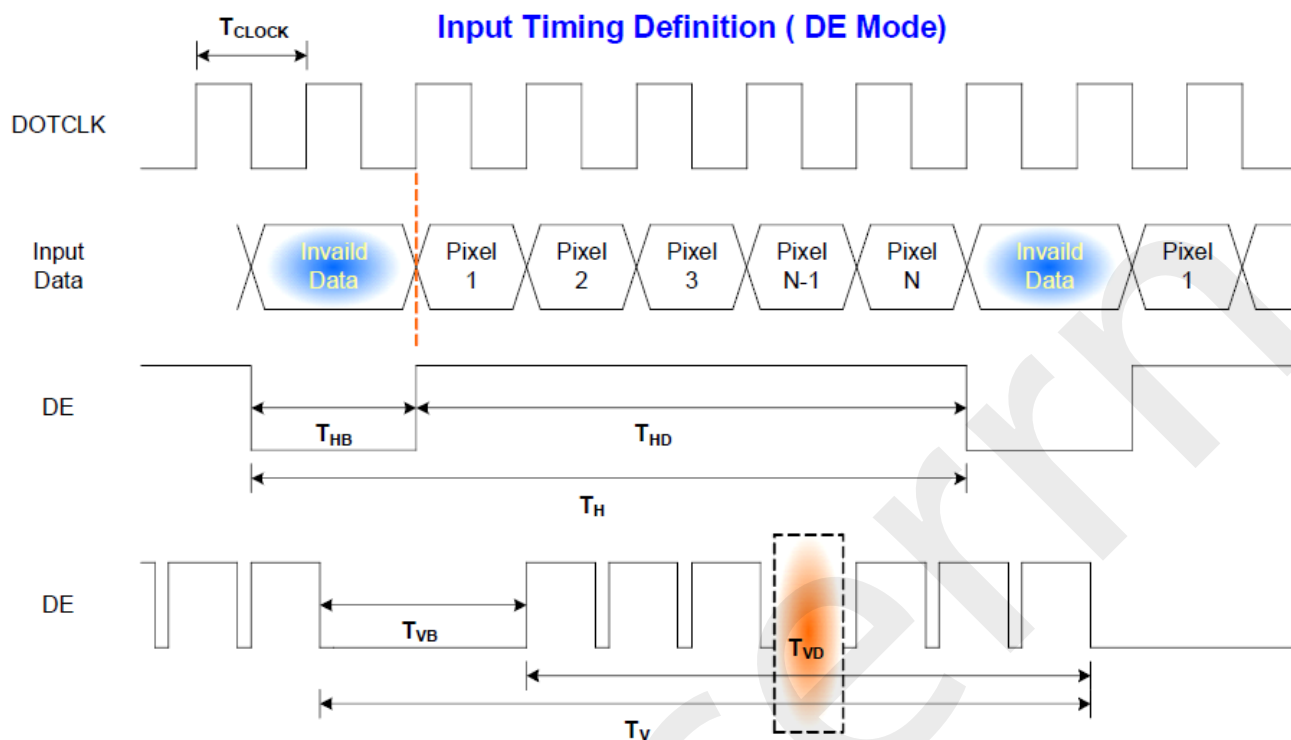 Input Timing Definition ( DE Mode)
TCLOCK
DOTCLK
Input
Data
Invaild
Data
Pixel
1
Pixel
2
Pixel
3
Pixel
N-1
Pixel
N
Invaild
Data
Pixel
1
DE
THB
THD
TH
DE
TVB
TVD
TV